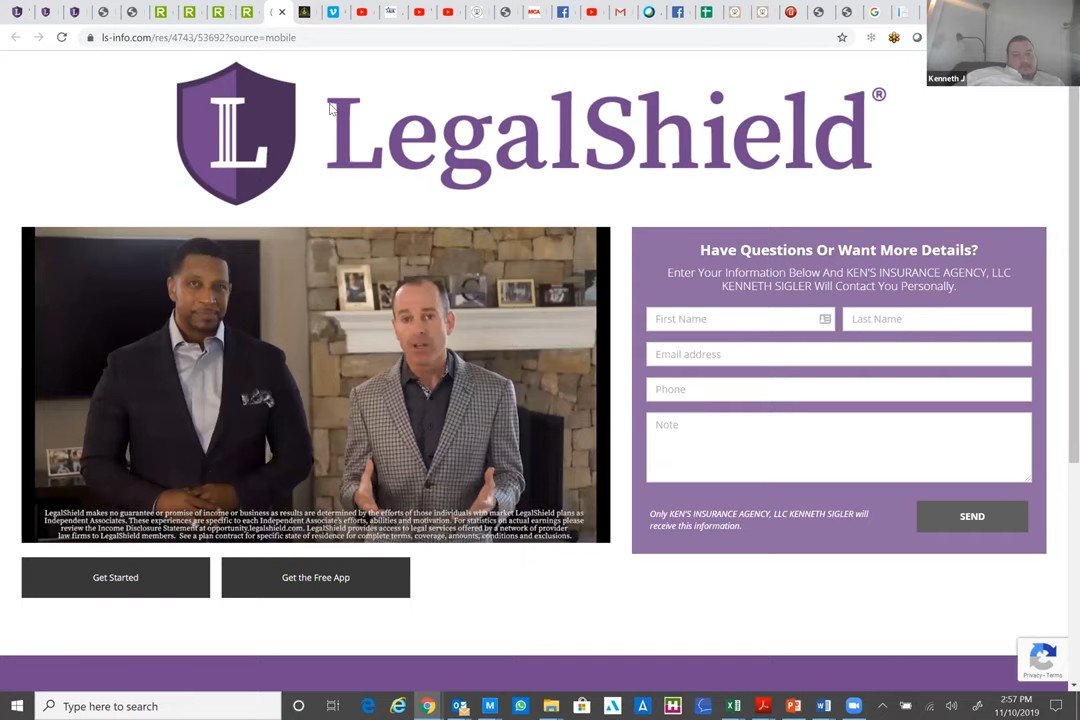 ls-info.com/res/4743/53692?source=mobile
Kenneth J
L LegalShield®
LegalShield makes no guarantee or promise of income or business as results are determined by the efforts of those individuals who market LegalShield plans as
Independent Associates. These experiences are specific to each Independent Associate's efforts, abilities and motivation. For statistics on actual earnings please
review the Income Disclosure Statement at opportunity.legalshield.com. LegalShield provides access to legal services offered by a network of provider
law firms to LegalShield members. See a plan contract for specific state of residence for complete terms, coverage, amounts, conditions and exclusions.
Get Started
Get the Free App
Have Questions Or Want More Details?
Enter Your Information Below And KEN'S INSURANCE AGENCY, LLC
KENNETH SIGLER Will Contact You Personally.
First Name
Last Name
Email address
Phone
Note
Only KEN'S INSURANCE AGENCY, LLC KENNETH SIGLER will
receive this information.
SEND
Privacy - Terms
Type here to search
2:57 PM
11/10/2019